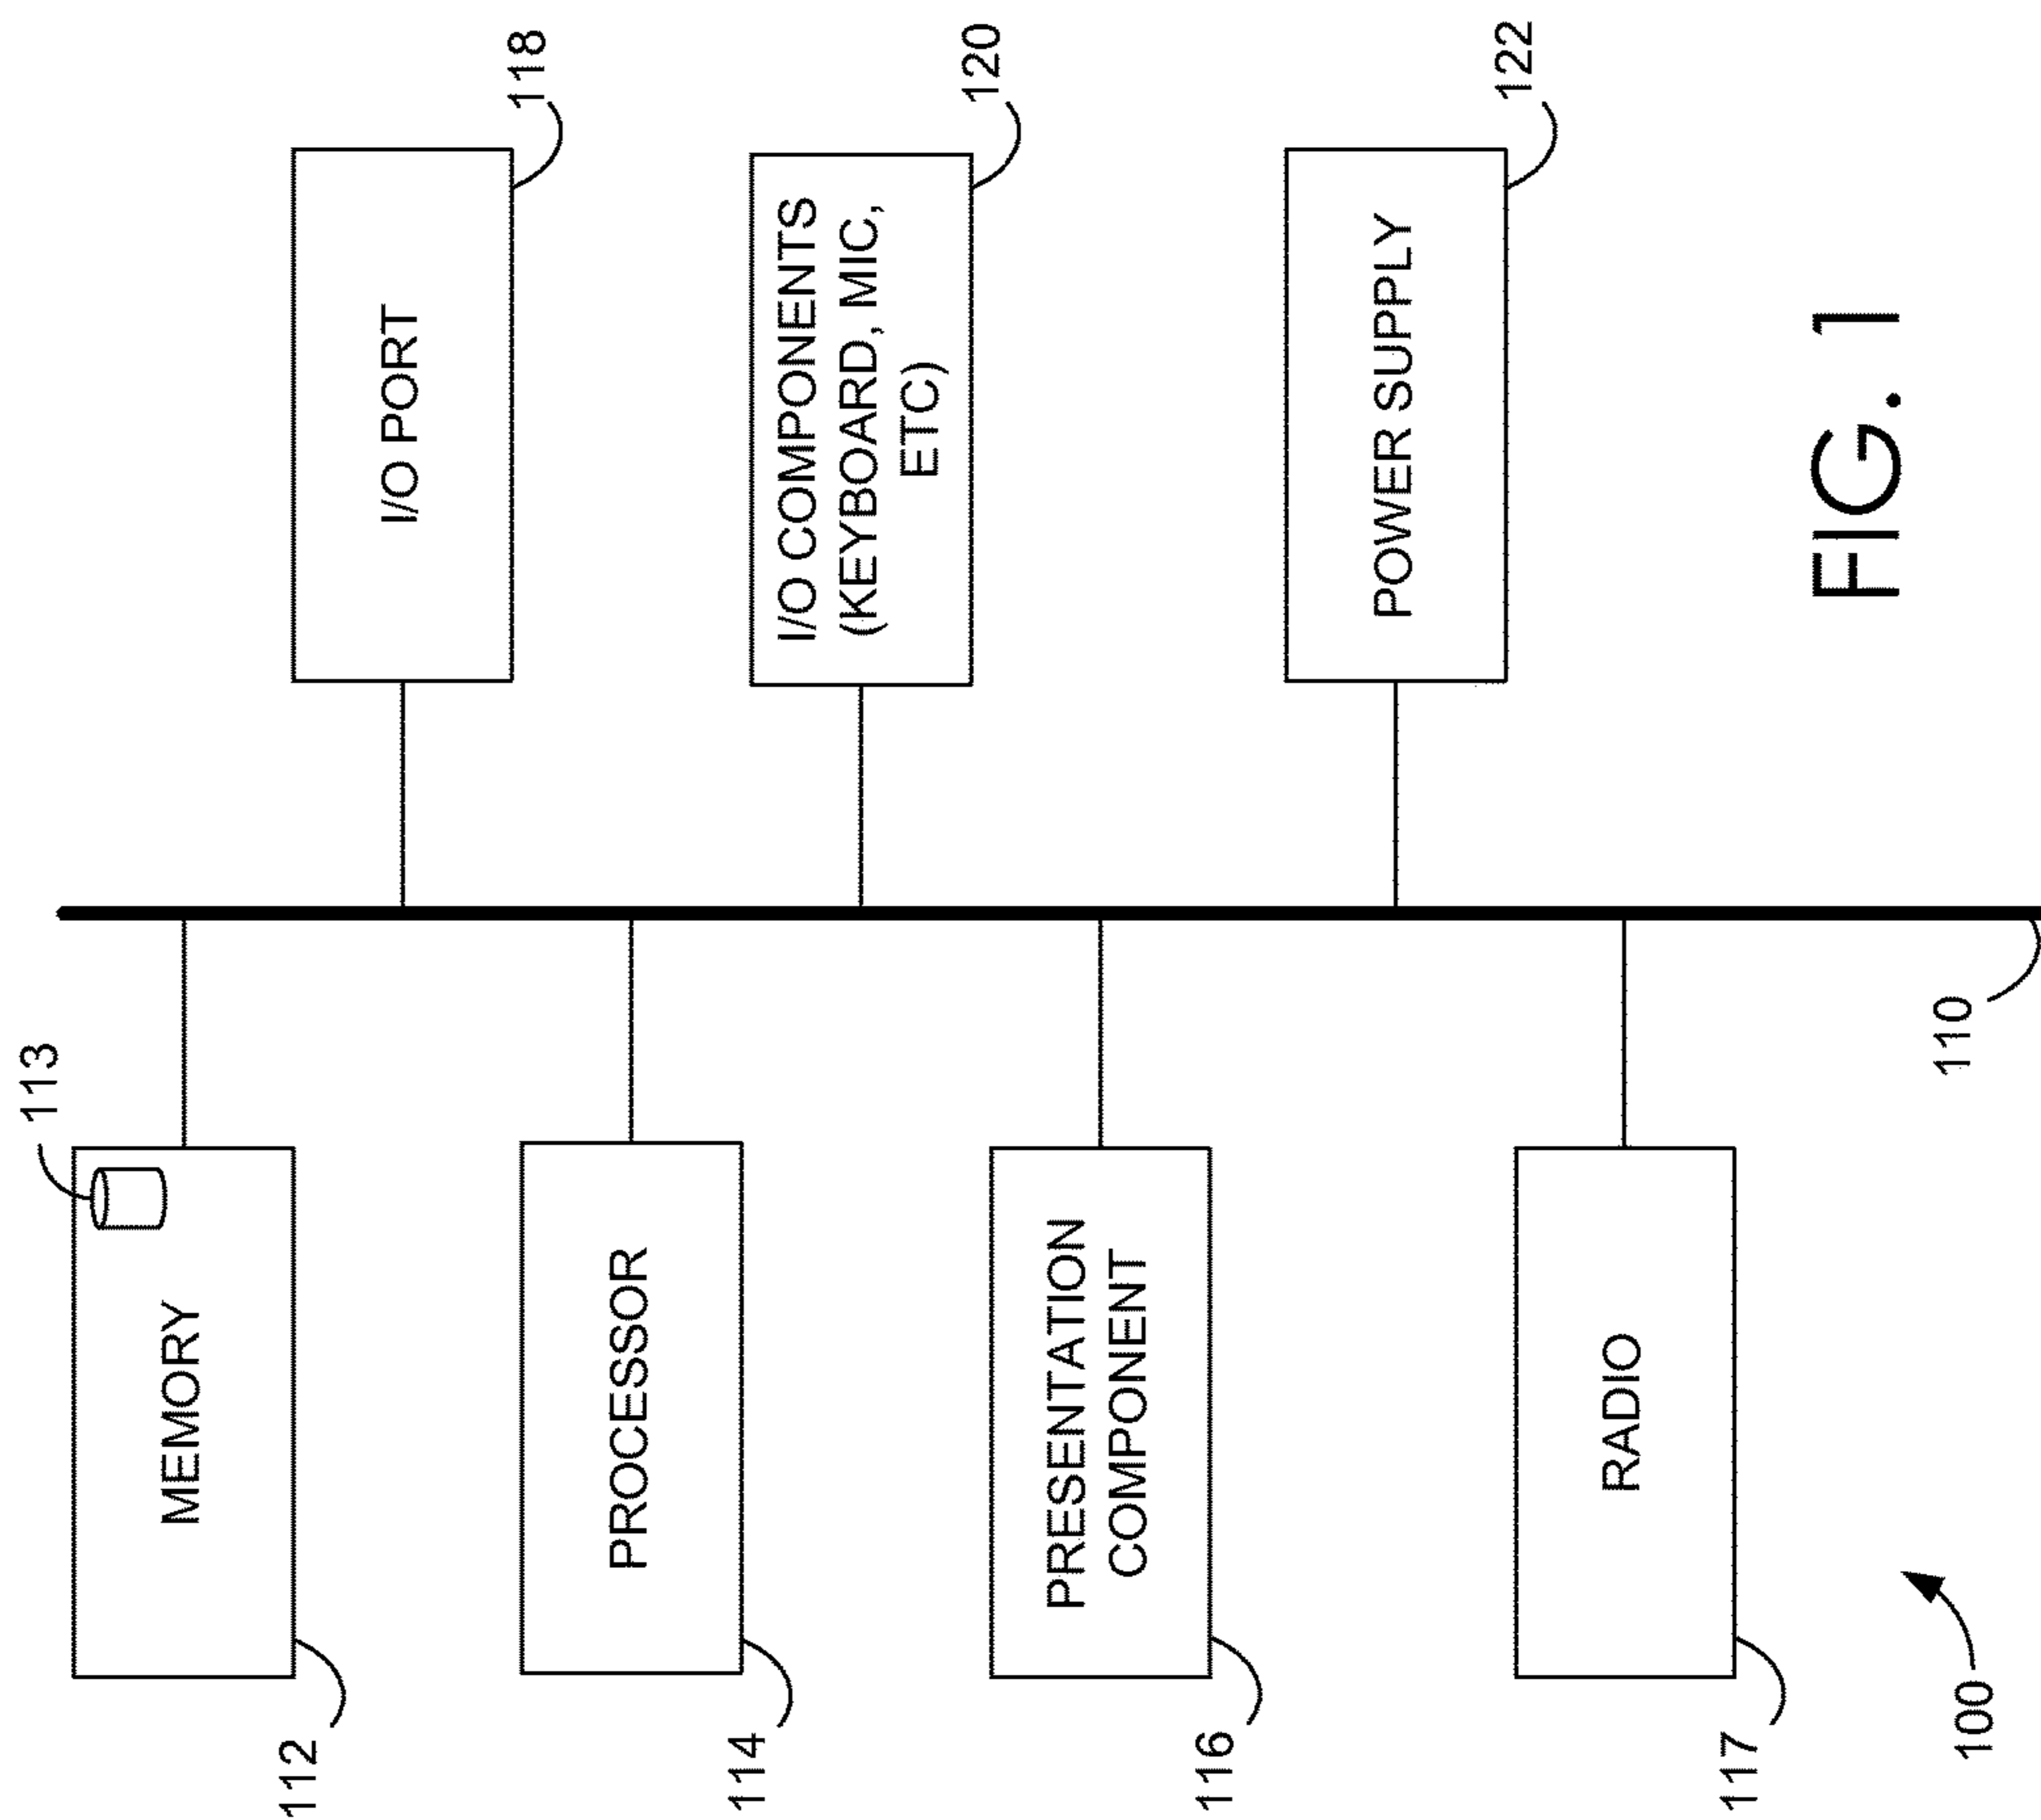 113
MEMORY
112
PROCESSOR
114
PRESENTATION
COMPONENT
116
RADIO
117
100
110
I/O PORT
118
I/O COMPONENTS
(KEYBOARD, MIC,
ETC)
120
POWER SUPPLY
122
FIG. 1